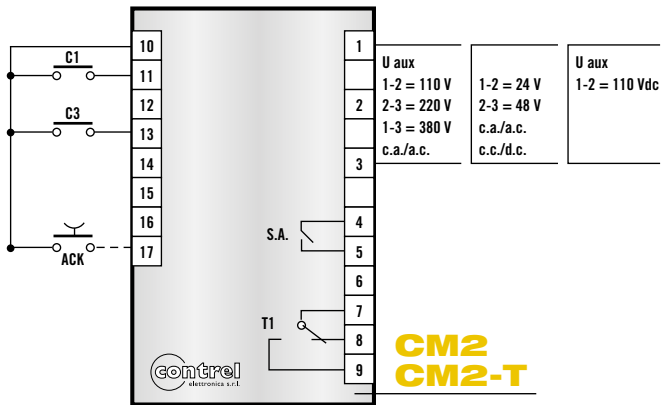 C1
C3
ACK
10
11
12
13
14
15
16
17
S.A.
T1
contrel
elettronica s.r.l.
1
2
3
4
5
6
7
8
9
U aux
1-2 = 110 V
2-3 = 220 V
1-3 = 380 V
c.a./a.c.
1-2 = 24 V
2-3 = 48 V
c.a./a.c.
c.c./d.c.
U aux
1-2 = 110 Vdc
CM2
CM2-T